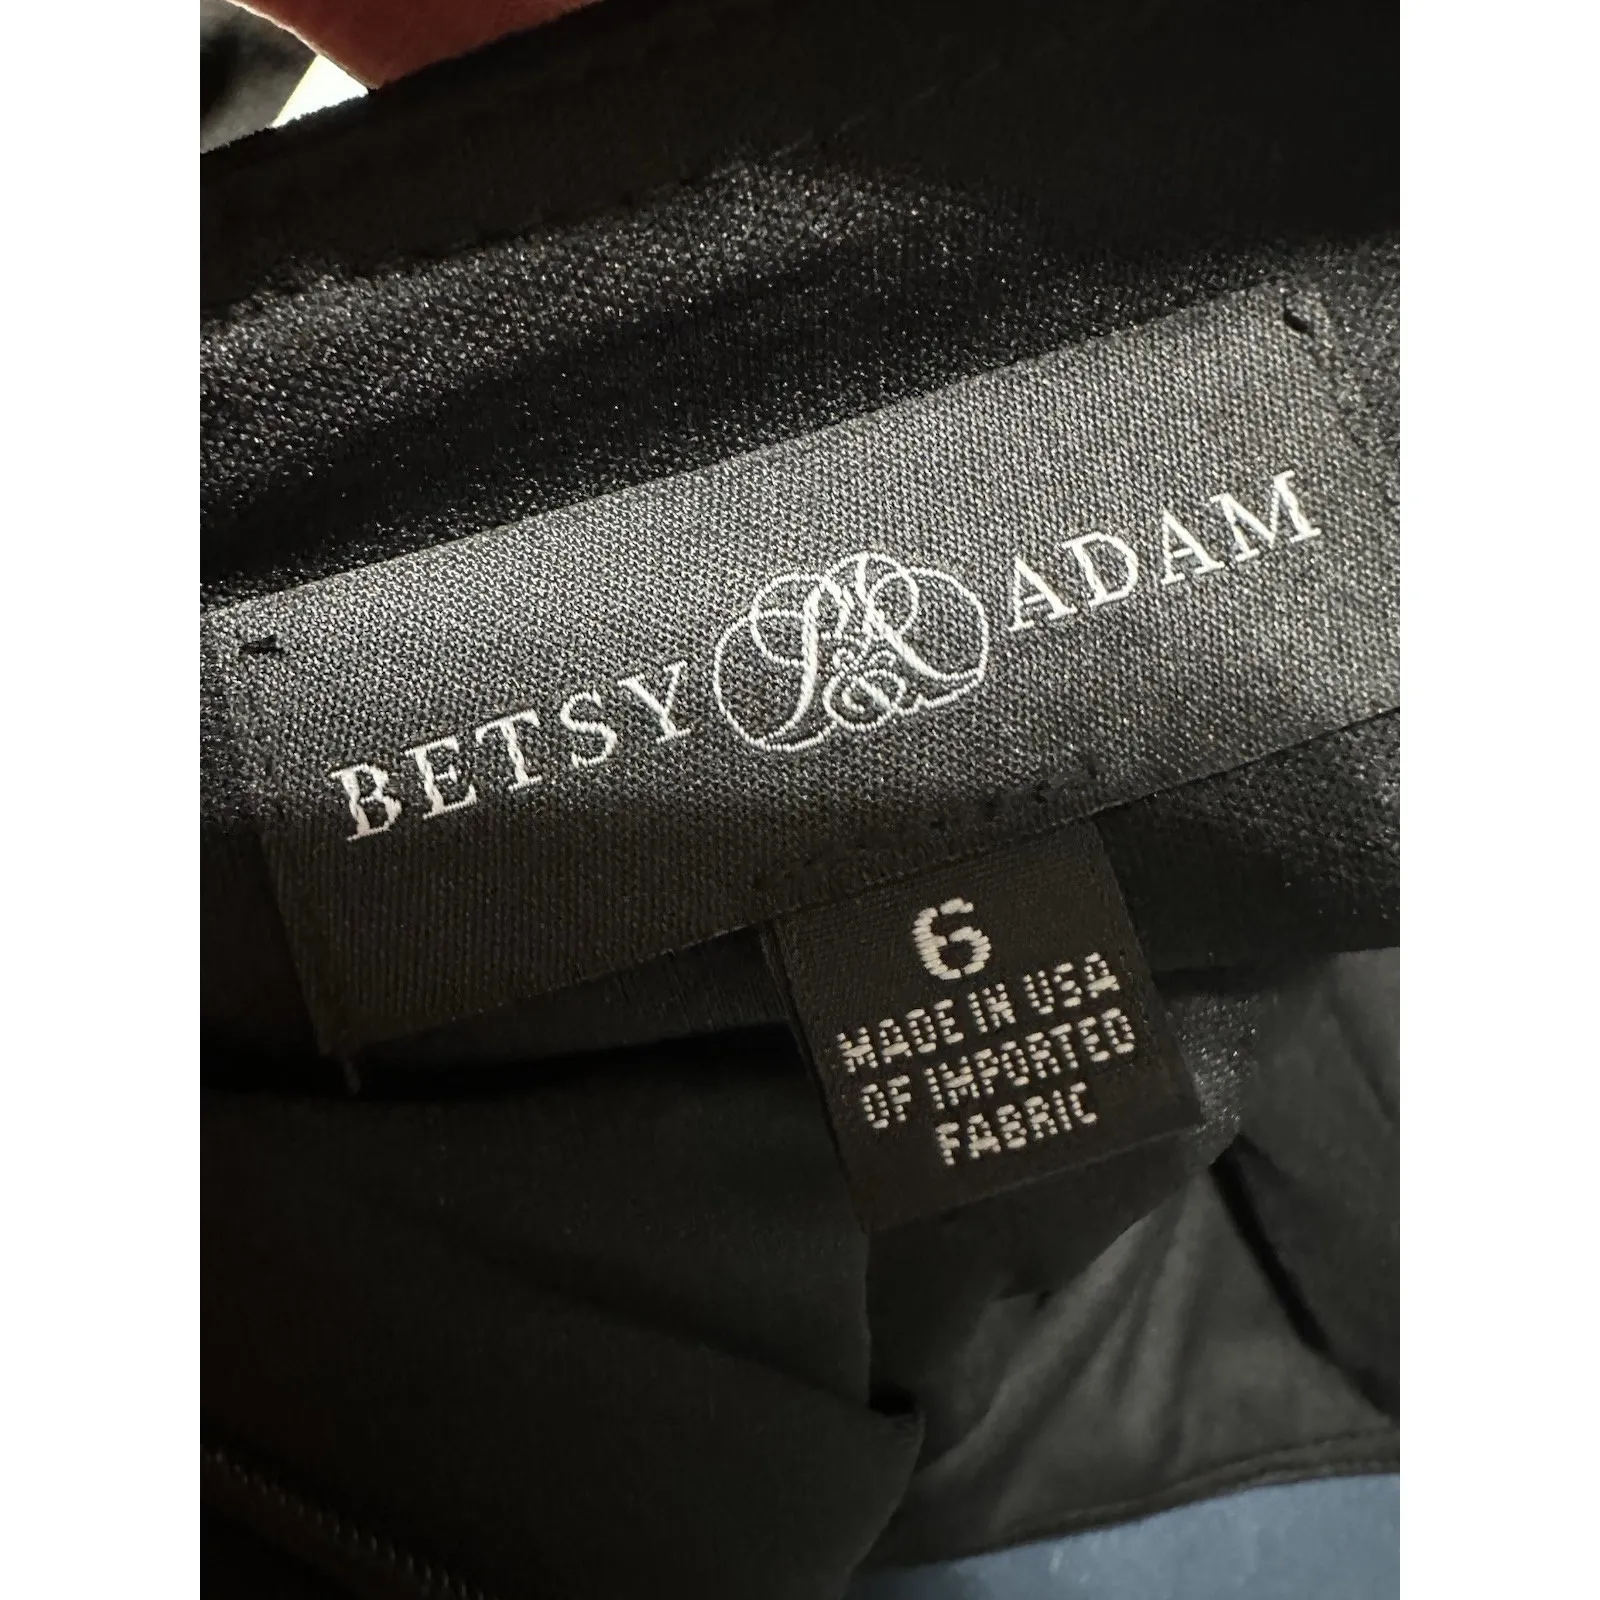 BETSY ADAM
6
MADE IN USA
OF IMPORTED
FABRIC